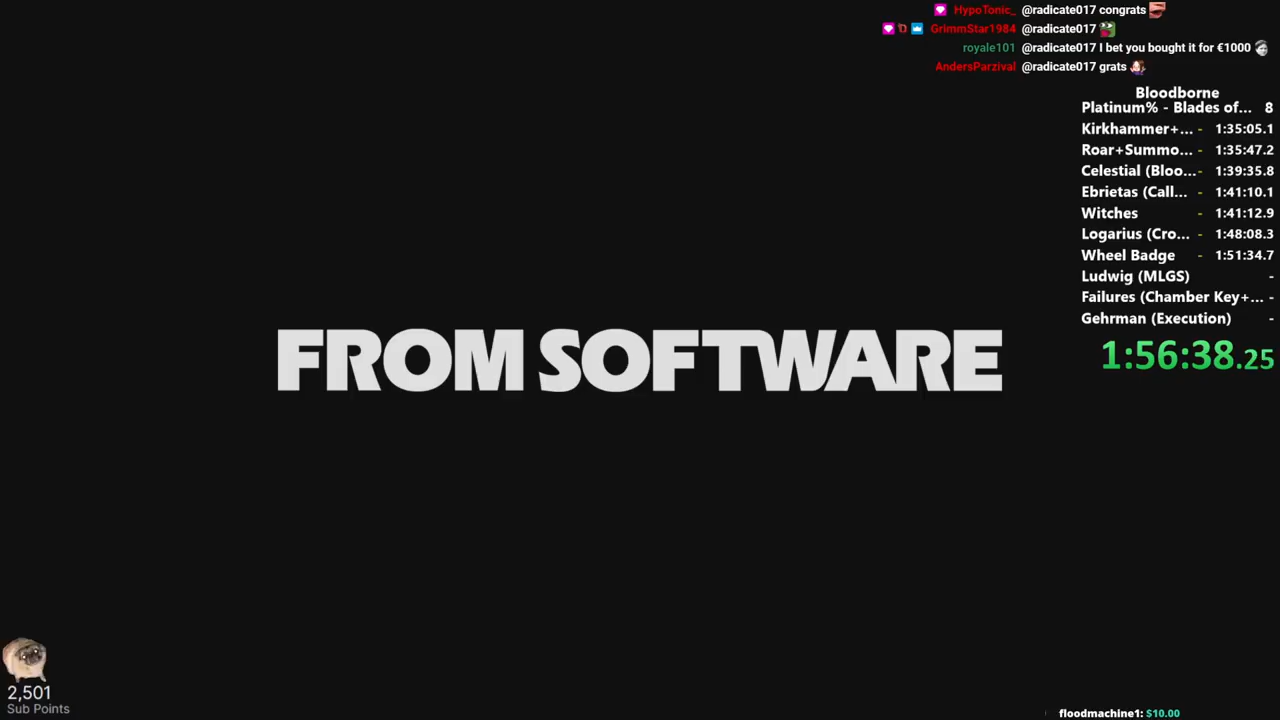 HypoTonic_ @radicate017 congrats
GrimmStar1984 @radicate017
royale101 @radicate017 I bet you bought it for €1000
AndersParzival @radicate017 grats
Bloodborne
Platinum% - Blades of... 8
Kirkhammer+... - 1:35:05.1
Roar+Summo... - 1:35:47.2
Celestial (Bloo... - 1:39:35.8
Ebrietas (Call... - 1:41:10.1
Witches - 1:41:12.9
Logarius (Cro... - 1:48:08.3
Wheel Badge - 1:51:34.7
Ludwig (MLGS) -
Failures (Chamber Key+... -
Gehrman (Execution) -
1:56:38.25
FROM SOFTWARE
2,501
Sub Points
floodmachine1: $10.00